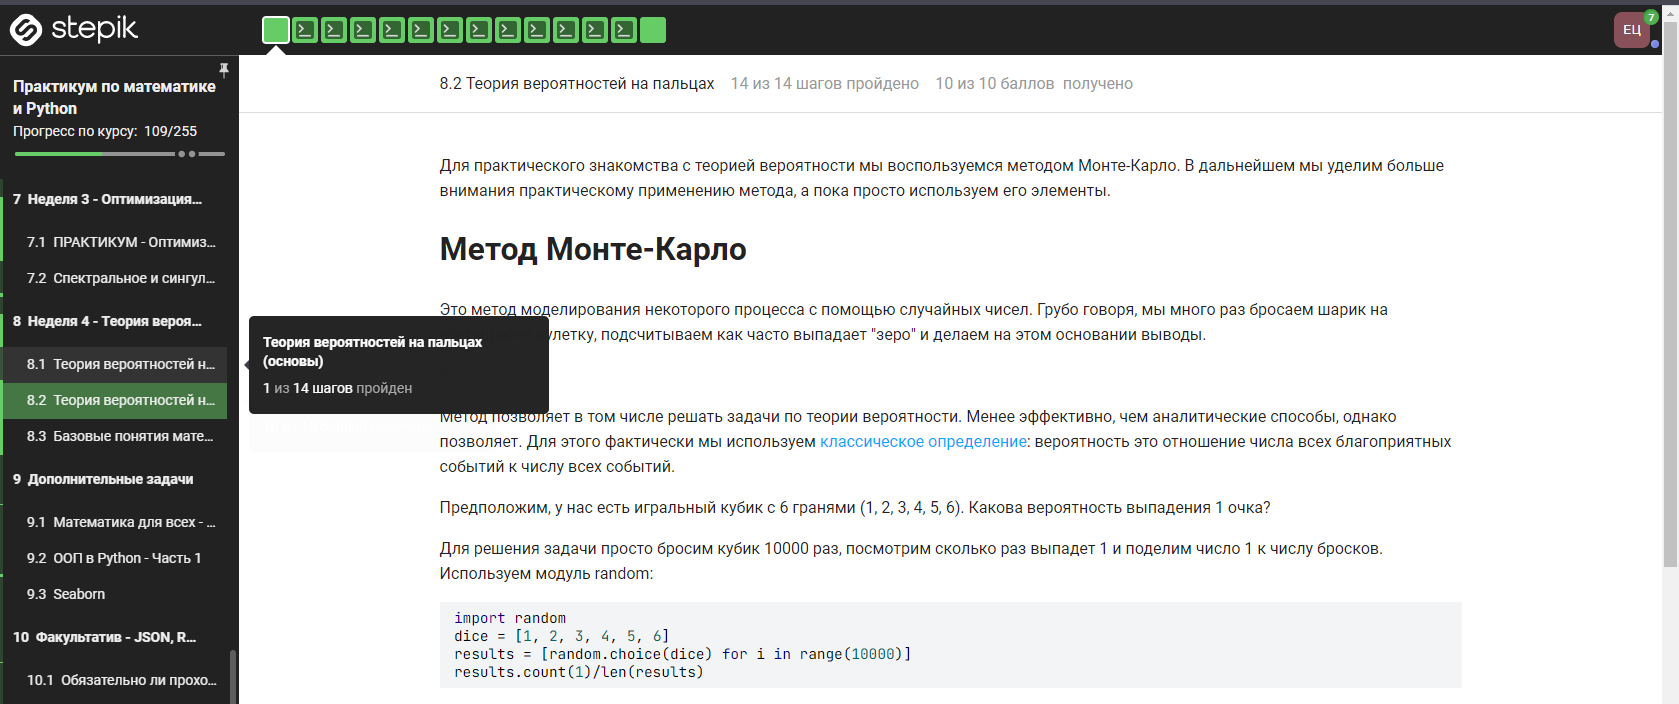 stepik
ЕЦ
7
Практикум по математике
и Python
Прогресс по курсу: 109/255
7 Неделя 3 - Оптимизация...
7.1 ПРАКТИКУМ - Оптимиз...
7.2 Спектральное и сингул...
8 Неделя 4 - Теория вероя...
8.1 Теория вероятностей н...
8.2 Теория вероятностей н...
8.3 Базовые понятия мате...
9 Дополнительные задачи
9.1 Математика для всех - ...
9.2 ООП в Python - Часть 1
9.3 Seaborn
10 Факультатив - JSON, R...
10.1 Обязательно ли прохо...
Теория вероятностей на пальцах
(основы)
1 из 14 шагов пройден
8.2 Теория вероятностей на пальцах 14 из 14 шагов пройдено 10 из 10 баллов получено
Для практического знакомства с теорией вероятности мы воспользуемся методом Монте-Карло. В дальнейшем мы уделим больше
внимания практическому применению метода, а пока просто используем его элементы.
Метод Монте-Карло
Это метод моделирования некоторого процесса с помощью случайных чисел. Грубо говоря, мы много раз бросаем шарик на
улетку, подсчитываем как часто выпадает "зеро" и делаем на этом основании выводы.
Метод позволяет в том числе решать задачи по теории вероятности. Менее эффективно, чем аналитические способы, однако
позволяет. Для этого фактически мы используем классическое определение: вероятность это отношение числа всех благоприятных
событий к числу всех событий.
Предположим, у нас есть игральный кубик с 6 гранями (1, 2, 3, 4, 5, 6). Какова вероятность выпадения 1 очка?
Для решения задачи просто бросим кубик 10000 раз, посмотрим сколько раз выпадет 1 и поделим число 1 к числу бросков.
Используем модуль random:
import random
dice = [1, 2, 3, 4, 5, 6]
results = [random.choice(dice) for i in range(10000)]
results.count(1)/len(results)